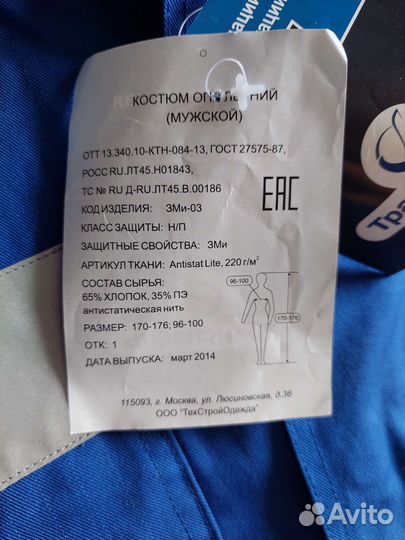 КОСТЮМ ЛЕТНИЙ
(МУЖСКОЙ)
ОТТ 13.340.10-КТН-084-13, ГОСТ 27575-87,
РОСС RU.ЛТ45.Н01843,
ТС № RU Д-RU.ЛТ45.В.00186
КОД ИЗДЕЛИЯ: ЗМи-03
КЛАСС ЗАЩИТЫ: Н/П
ЗАЩИТНЫЕ СВОЙСТВА: ЗМи
EAC
АРТИКУЛ ТКАНИ: Antistat Lite, 220 г/м²
СОСТАВ СЫРЬЯ:
65% ХЛОПОК, 35% ПЭ
антистатическая нить
РАЗМЕР: 170-176; 96-100
ОТК: 1
ДАТА ВЫПУСКА: март 2014
96-100
170-176
115093, г. Москва, ул. Люсиновская, д.36
ООО "ТехСтройОдежда"
Тра
Avito